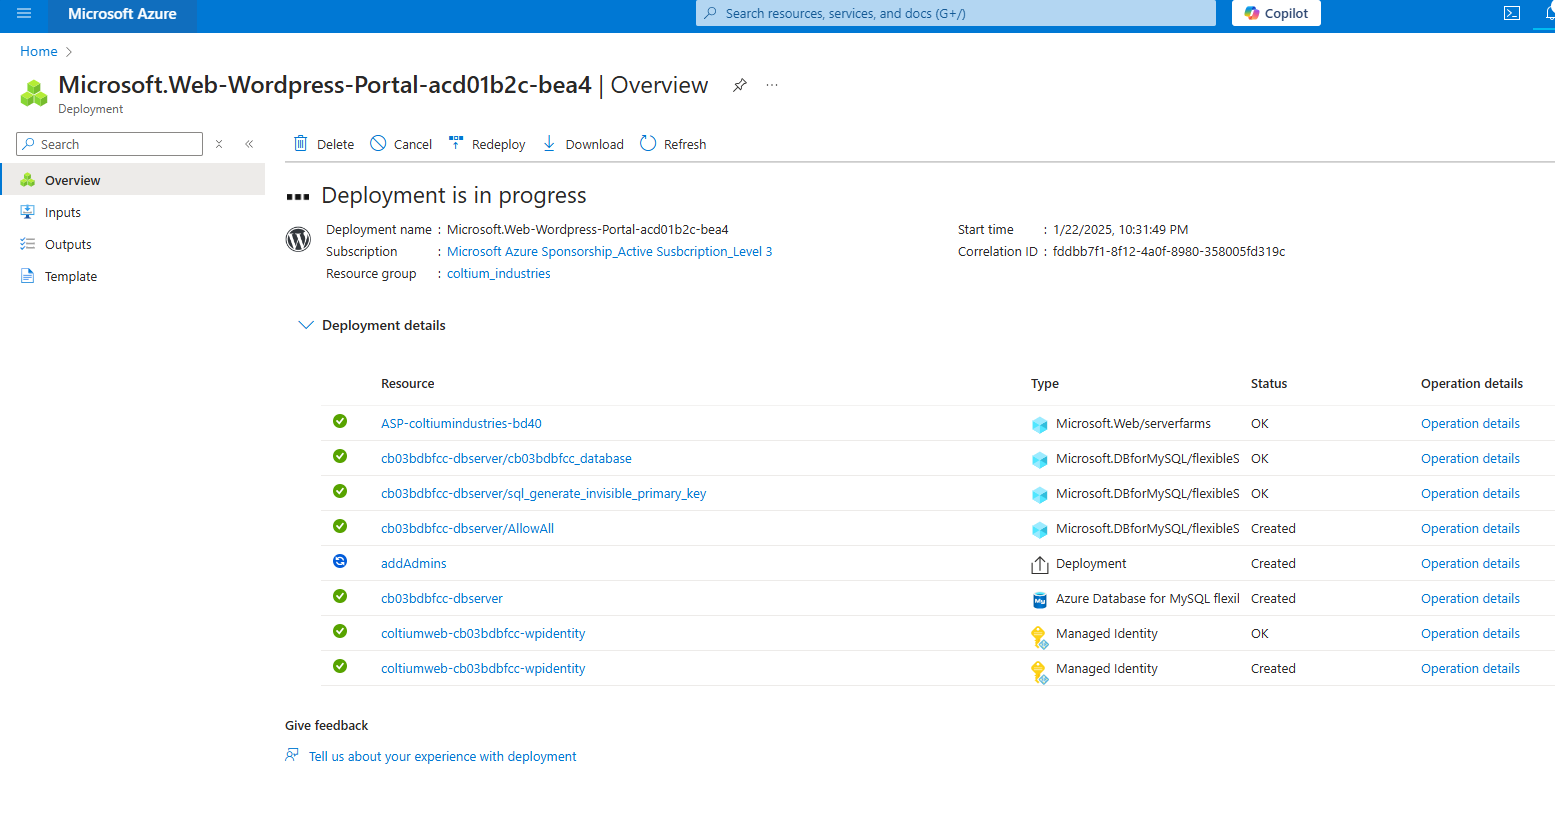 Microsoft Azure
Search resources, services, and docs (G+/)
Copilot
Home
Microsoft.Web-Wordpress-Portal-acd01b2c-bea4 | Overview
Deployment
Search
Delete
Cancel
Redeploy
Download
Refresh
Overview
Inputs
Outputs
Template
Deployment is in progress
Deployment name : Microsoft.Web-Wordpress-Portal-acd01b2c-bea4
Subscription : Microsoft Azure Sponsorship_Active Susbcription_Level 3
Resource group : coltium_industries
Start time : 1/22/2025, 10:31:49 PM
Correlation ID : fddbb7f1-8f12-4a0f-8980-358005fd319c
Deployment details
Resource Type Status Operation details
ASP-coltiumindustries-bd40 Microsoft.Web/serverfarms OK Operation details
cb03bdbfcc-dbserver/cb03bdbfcc_database Microsoft.DBforMySQL/flexibleS OK Operation details
cb03bdbfcc-dbserver/sql_generate_invisible_primary_key Microsoft.DBforMySQL/flexibleS OK Operation details
cb03bdbfcc-dbserver/AllowAll Microsoft.DBforMySQL/flexibleS Created Operation details
addAdmins Deployment Created Operation details
cb03bdbfcc-dbserver My Azure Database for MySQL flexil Created Operation details
coltiumweb-cb03bdbfcc-wpidentity Managed Identity OK Operation details
coltiumweb-cb03bdbfcc-wpidentity Managed Identity Created Operation details
Give feedback
Tell us about your experience with deployment